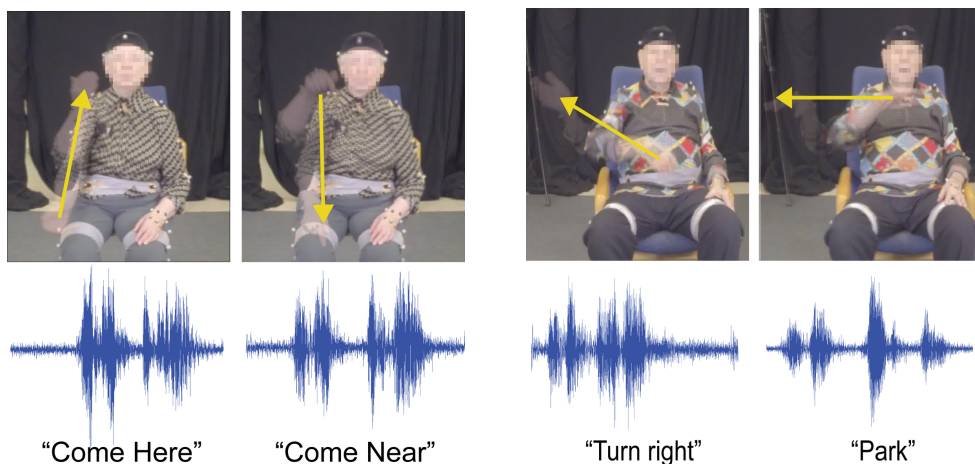 “Come Here”
“Come Near”
“Turn right”
“Park”